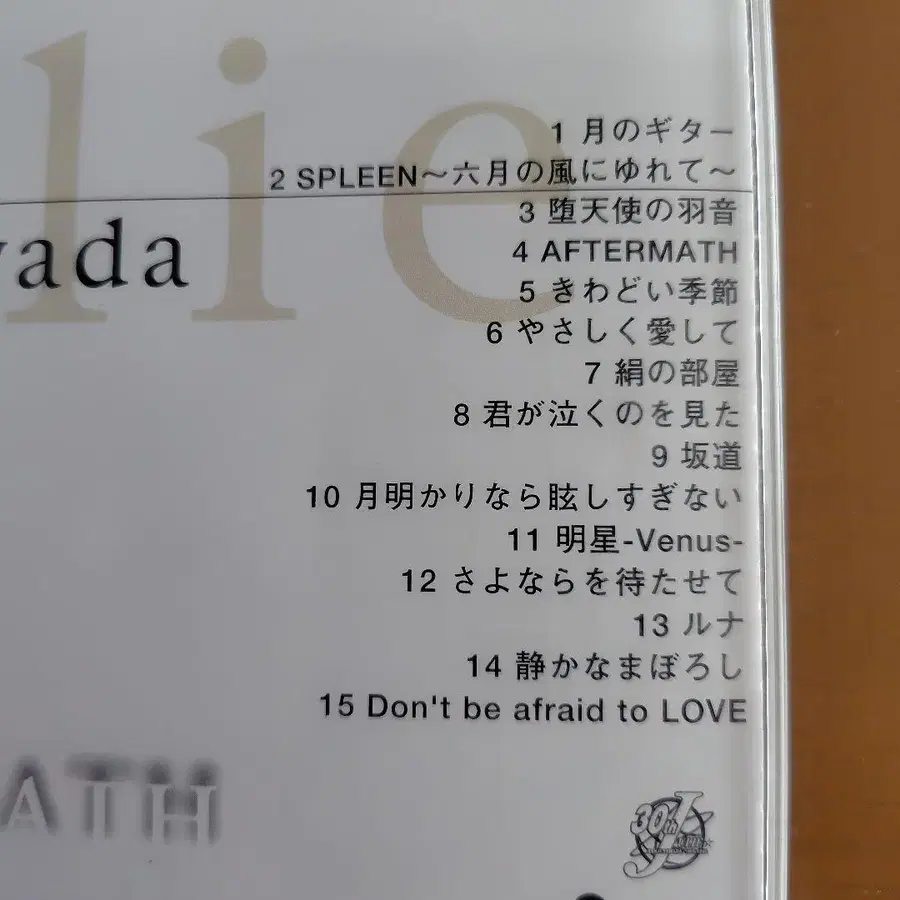 lie
1 月のギター
2 SPLEEN〜六月の風にゆれて〜
3 堕天使の羽音
wada
4 AFTERMATH
5 きわどい季節
6 やさしく愛して
7 絹の部屋
8 君が泣くのを見た
9 坂道
10 月明かりなら眩しすぎない
11 明星-Venus-
12 さよならを待たせて
13 ルナ
14 静かなまぼろし
15 Don't be afraid to LOVE
ATH
30th